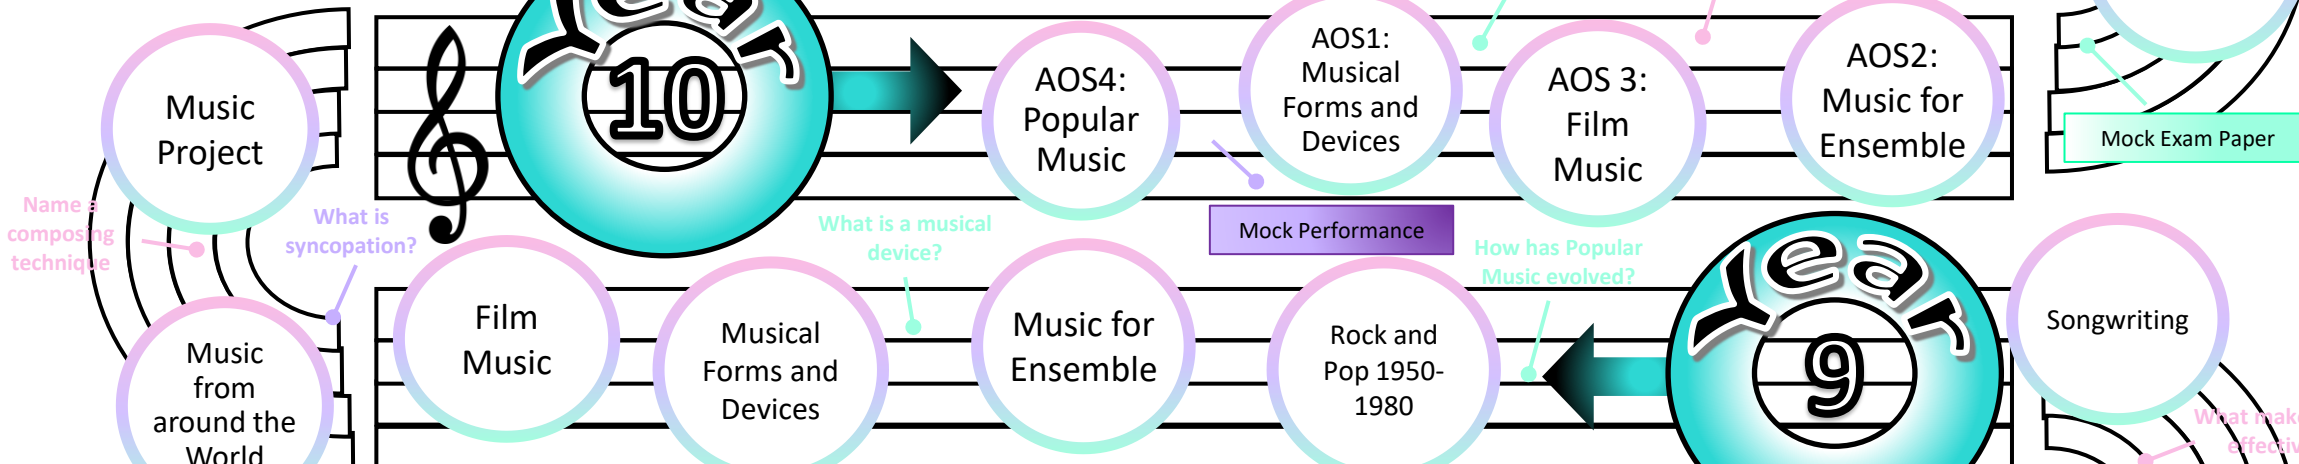 Year
10
Music
Project
AOS4:
Popular
Music
AOS1:
Musical
Forms and
Devices
AOS 3:
Film
Music
AOS2:
Music for
Ensemble
Mock Exam Paper
Mock Performance
Name a
composing
technique
What is
syncopation?
What is a musical
device?
How has Popular
Music evolved?
Year
9
Music
from
around the
World
Film
Music
Musical
Forms and
Devices
Music for
Ensemble
Rock and
Pop 1950-
1980
Songwriting
What